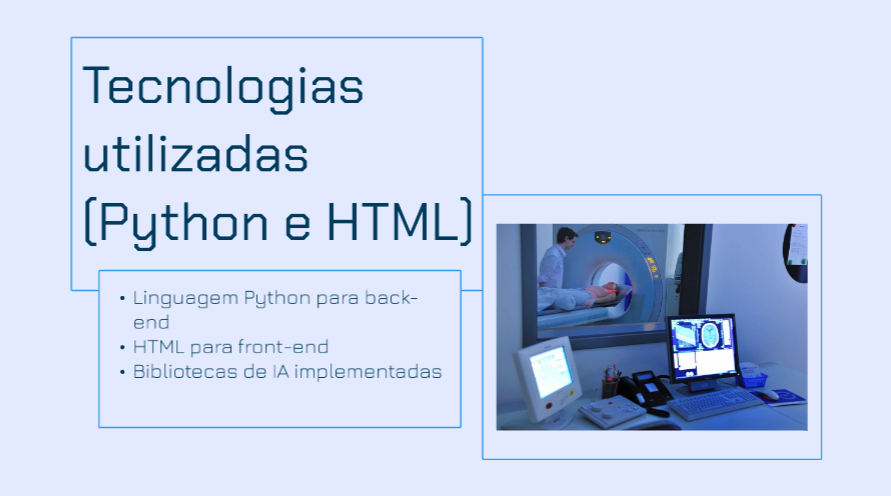 Tecnologias
utilizadas
(Python e HTML)
• Linguagem Python para back-
end
• HTML para front-end
• Bibliotecas de IA implementadas